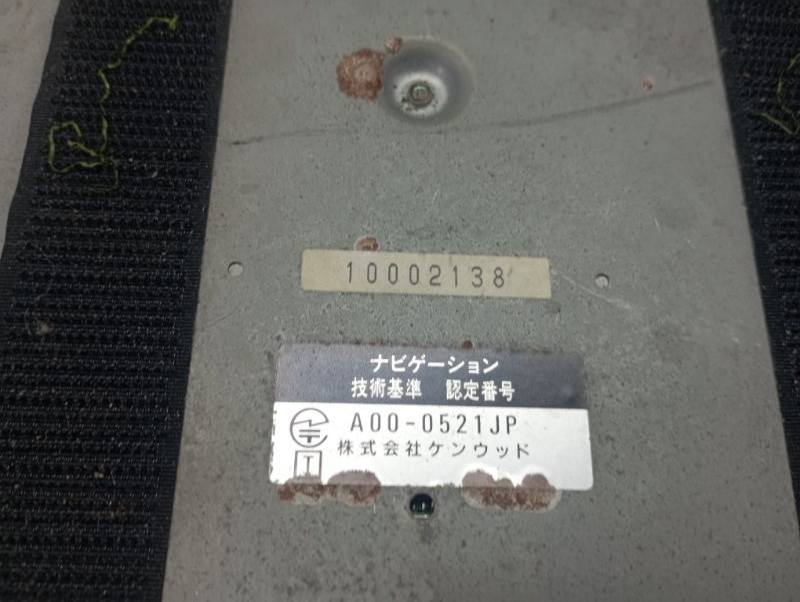 10002138
ナビゲーション
技術基準 認定番号
A00-0521JP
株式会社ケンウッド